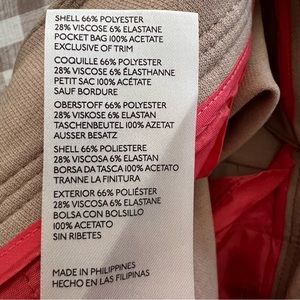 SHELL 66% POLYESTER
28% VISCOSE 6% ELASTANE
POCKET BAG 100% ACETATE
EXCLUSIVE OF TRIM
COQUILLE 66% POLYESTER
28% VISCOSE 6% ÉLASTHANNE
PETIT SAC 100% ACÉTATE
SAUF BORDURE
OBERSTOFF 66% POLYESTER
28% VISKOSE 6% ELASTAN
TASCHENBEUTEL 100% AZETAT
AUSSER BESATZ
SHELL 66% POLIESTERE
28% VISCOSA 6% ELASTAN
BORSA DA TASCA 100% ACETATO
TRANNE LA FINITURA
EXTERIOR 66% POLIÉSTER
28% VISCOSA 6% ELASTANO
BOLSA CON BOLSILLO
100% ACETATO
SIN RIBETES
MADE IN PHILIPPINES
HECHO EN LAS FILIPINAS